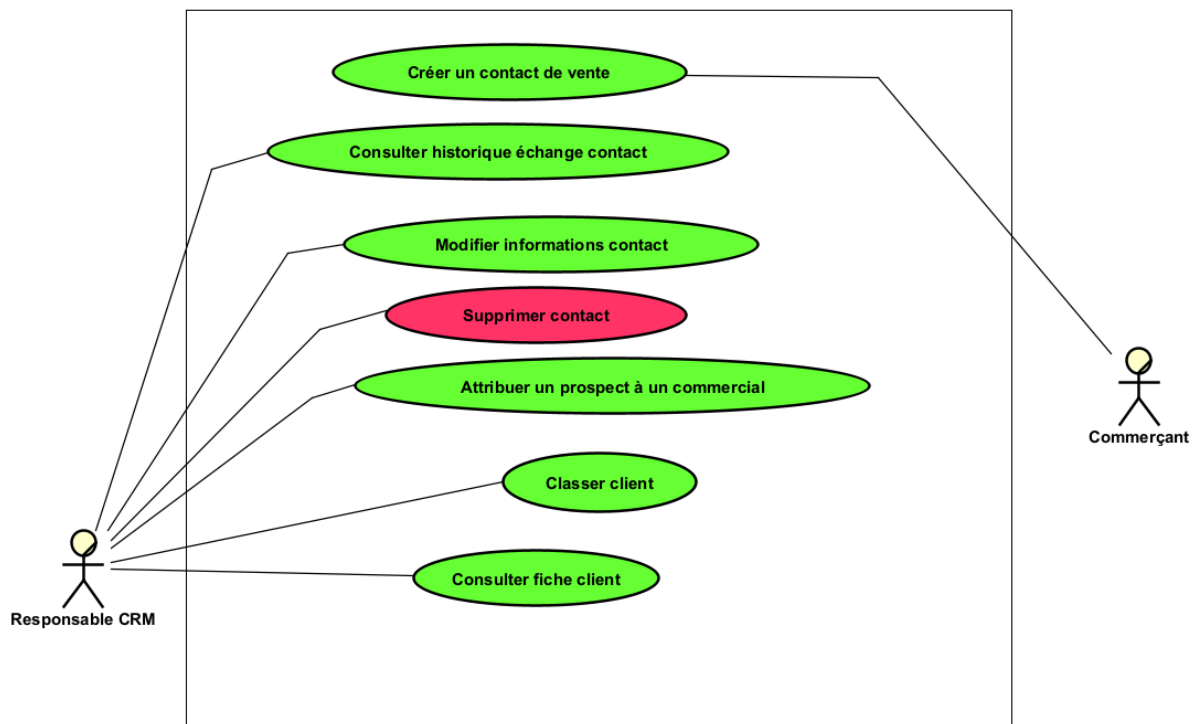 Créer un contact de vente
Consulter historique échange contact
Modifier informations contact
Supprimer contact
Attribuer un prospect à un commercial
Commerçant
Classer client
Consulter fiche client
Responsable CRM